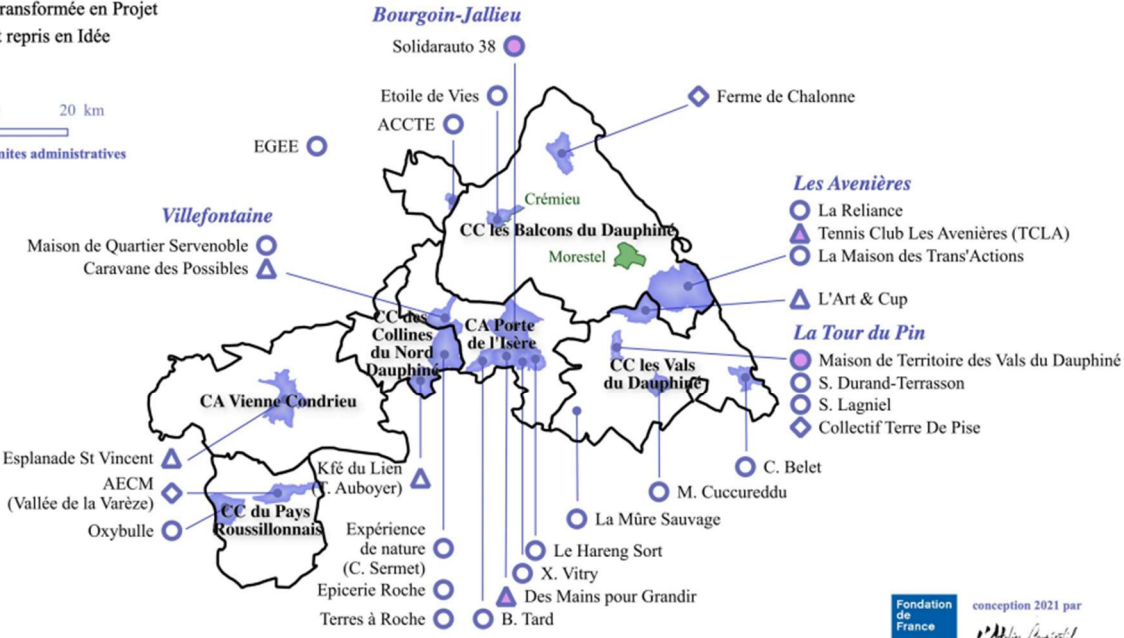 ransformée en Projet
repris en Idée
20 km
mites administratives
Bourgoin-Jallieu
Solidarauto 38
Etoile de Vies
ACCTE
EGEE
Ferme de Chalonne
Crémieu
CC les Balcons du Dauphiné
Morestel
Villefontaine
Maison de Quartier Servenoble
Caravane des Possibles
Les Avenières
La Reliance
Tennis Club Les Avenières (TCLA)
La Maison des Trans'Actions
L'Art & Cup
La Tour du Pin
Maison de Territoire des Vals du Dauphiné
S. Durand-Terrasson
S. Lagniel
Collectif Terre De Pise
CC des
Collines
du Nord
Dauphiné
CA Porte
de l'Isère
CC les Vals
du Dauphiné
CA Vienne Condrieu
Esplanade St Vincent
AECM
(Vallée de la Varèze)
Oxybulle
CC du Pays
Roussillonnais
Kfé du Lien
(T. Auboyer)
C. Belet
M. Cuccureddu
La Mûre Sauvage
Expérience
de nature
(C. Sermet)
Epicerie Roche
Terres à Roche
Le Hareng Sort
X. Vitry
Des Mains pour Grandir
B. Tard
Fondation
de
France
conception 2021 par